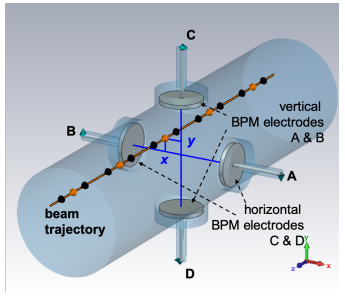 C
vertical
BPM electrodes
A & B
B
y
x
A
beam
trajectory
horizontal
BPM electrodes
C & D
D
y
z
x